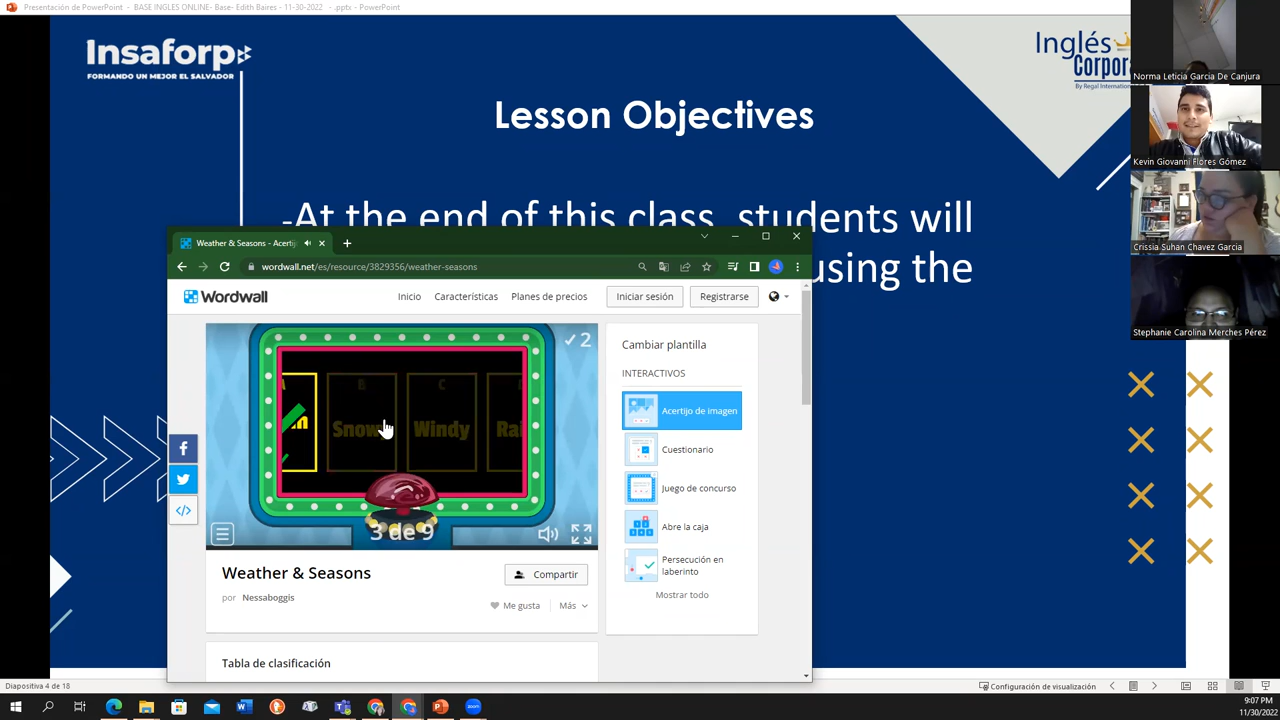 Presentación de PowerPoint - BASE INGLES ONLINE- Base- Edith Baires - 11-30-2022 - .pptx - PowerPoint
Insaforp
FORMANDO UN MEJOR EL SALVADOR
Inglés
Corpora
By Regal Internation
Lesson Objectives
-At the end of this class, students will
using the
Norma Leticia Garcia De Canjura
Kevin Giovanni Flores Gómez
Crissia Suhan Chavez Garcia
Stephanie Carolina Merches Pérez
Weather & Seasons - Acertij
wordwall.net/es/resource/3829356/weather-seasons
Wordwall
Inicio
Características
Planes de precios
Iniciar sesión
Registrarse
2
B
C
Windy
3 de 9
Cambiar plantilla
INTERACTIVOS
Acertijo de imagen
Cuestionario
Juego de concurso
Abre la caja
Persecución en
laberinto
Mostrar todo
Weather & Seasons
Compartir
por Nessaboggis
Me gusta
Más
Tabla de clasificación
Diapositiva 4 de 18
Configuración de visualización
9:07 PM
11/30/2022